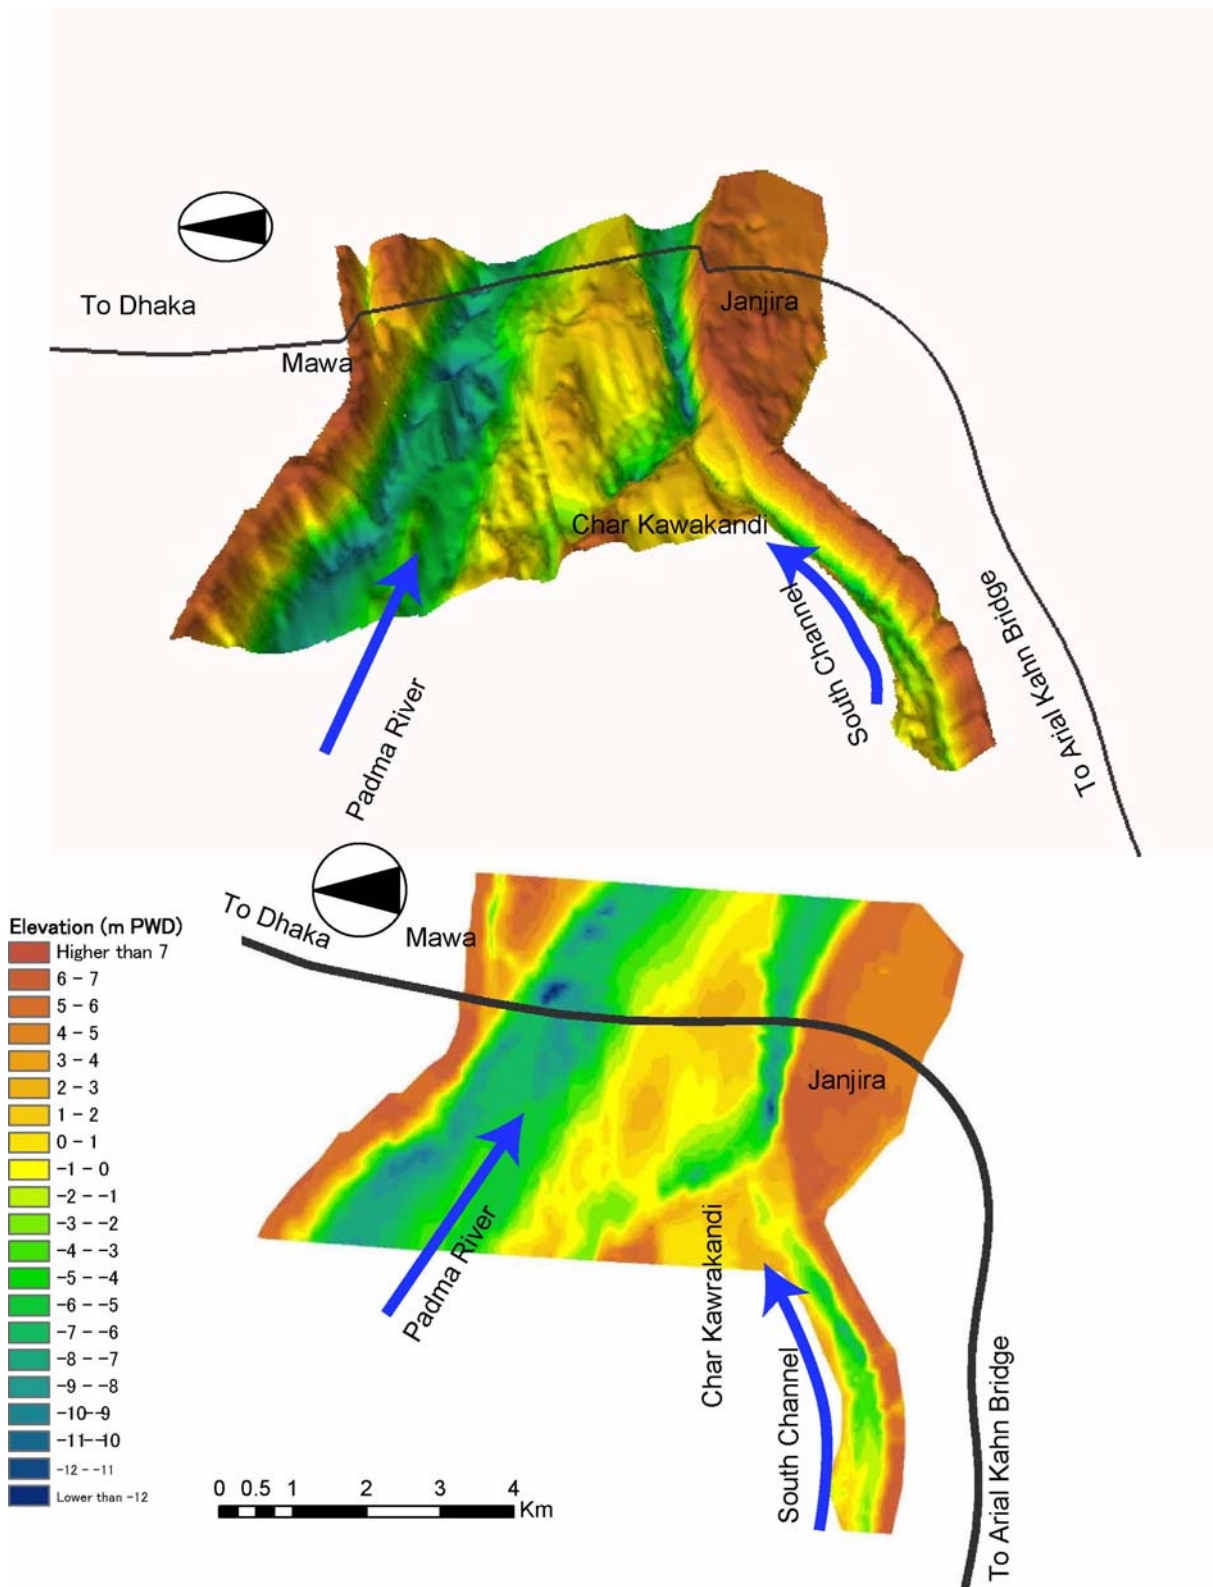 To Dhaka
Mawa
Janjira
Char Kawakandi
South Channel
Padma River
To Arial Kahn Bridge
To Dhaka
Mawa
Elevation (m PWD)
Higher than 7
6 - 7
5 - 6
4 - 5
3 - 4
2 - 3
1 - 2
0 - 1
-1 - 0
-2 - -1
-3 - -2
-4 - -3
-5 - -4
-6 - -5
-7 - -6
-8 - -7
-9 - -8
-10--9
-11--10
-12 - -11
Lower than -12
Janjira
Padma River
Char Kawrakandi
South Channel
To Arial Kahn Bridge
0 0.5 1 2 3 4
Km